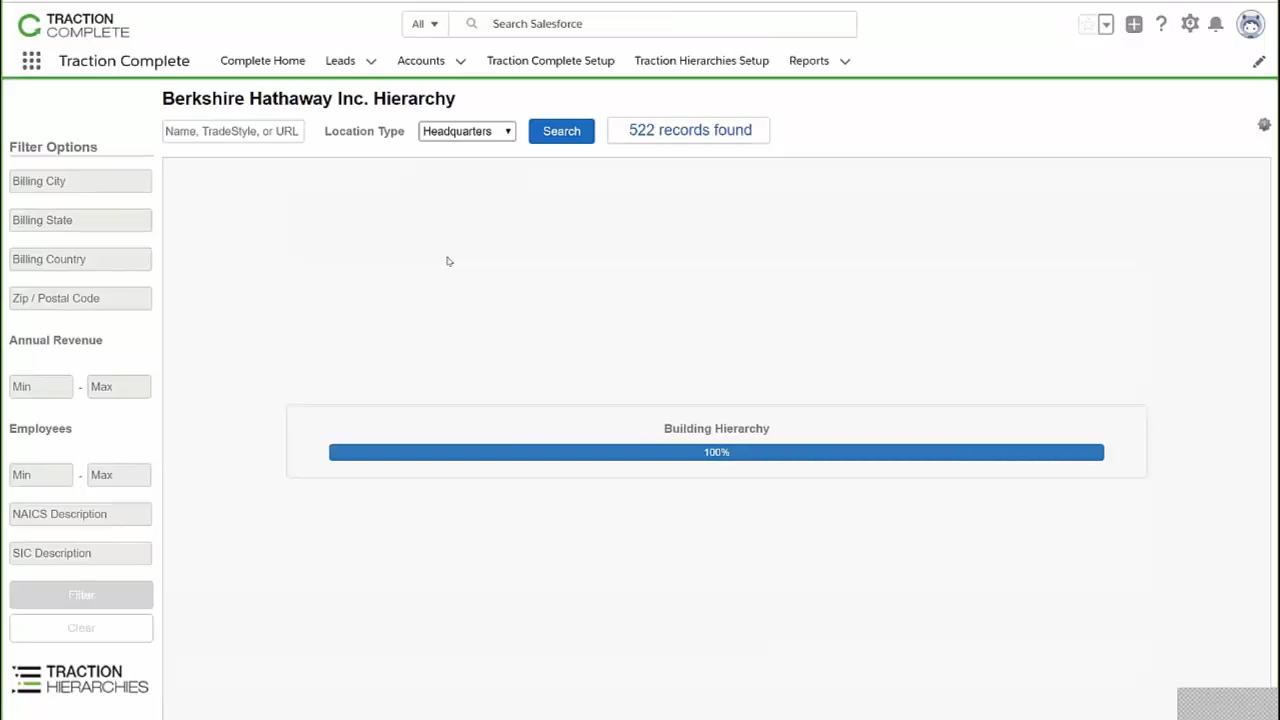 TRACTION
COMPLETE
All
Search Salesforce
Traction Complete
Complete Home
Leads
Accounts
Traction Complete Setup
Traction Hierarchies Setup
Reports
Berkshire Hathaway Inc. Hierarchy
Name, TradeStyle, or URL
Location Type
Headquarters
Search
522 records found
Filter Options
Billing City
Billing State
Billing Country
Zip / Postal Code
Annual Revenue
Min - Max
Employees
Min - Max
NAICS Description
SIC Description
Filter
Clear
Building Hierarchy
100%
TRACTION
HIERARCHIES